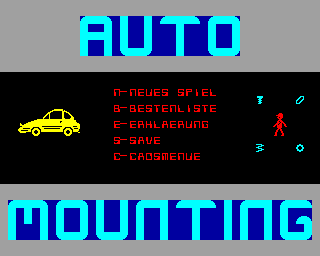 AUTO
N-NEUES SPIEL
B-BESTENLISTE
E-ERKLAERUNG
S-SAVE
C-CAOSMENUE
MOUNTING